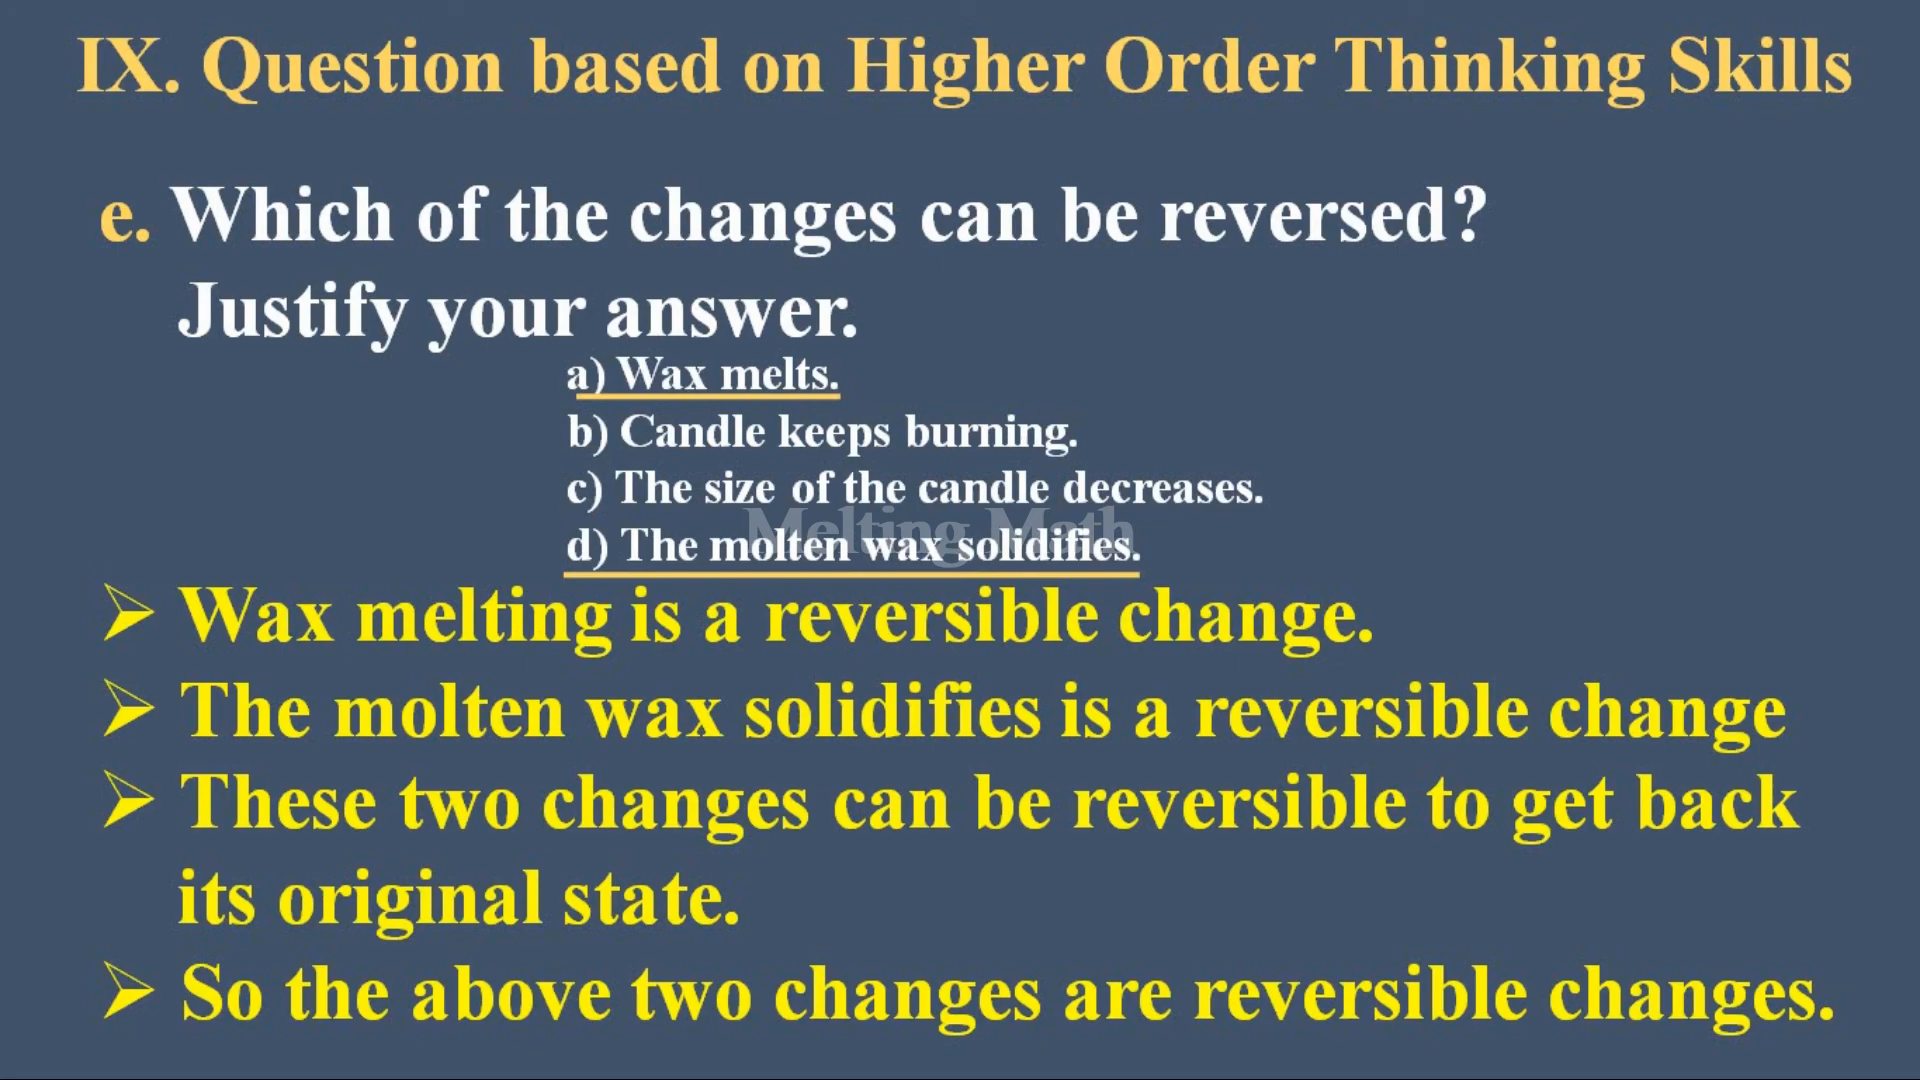 IX. Question based on Higher Order Thinking Skills
e. Which of the changes can be reversed?
Justify your answer.
a) Wax melts.
b) Candle keeps burning.
c) The size of the candle decreases.
Melting Math
d) The molten wax solidifies.
➢ Wax melting is a reversible change.
➢ The molten wax solidifies is a reversible change
➢ These two changes can be reversible to get back
its original state.
➢ So the above two changes are reversible changes.